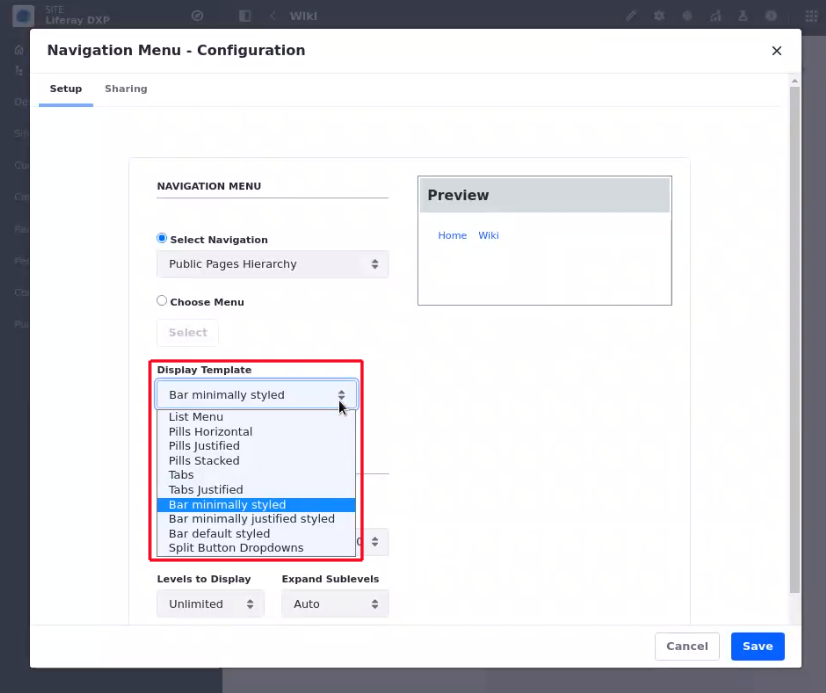 SITE
Liferay DXP
Wiki
Navigation Menu - Configuration
Setup
Sharing
NAVIGATION MENU
Select Navigation
Public Pages Hierarchy
Choose Menu
Select
Display Template
Bar minimally styled
List Menu
Pills Horizontal
Pills Justified
Pills Stacked
Tabs
Tabs Justified
Bar minimally styled
Bar minimally justified styled
Bar default styled
Split Button Dropdowns
Levels to Display
Expand Sublevels
Unlimited
Auto
Preview
Home Wiki
Cancel
Save